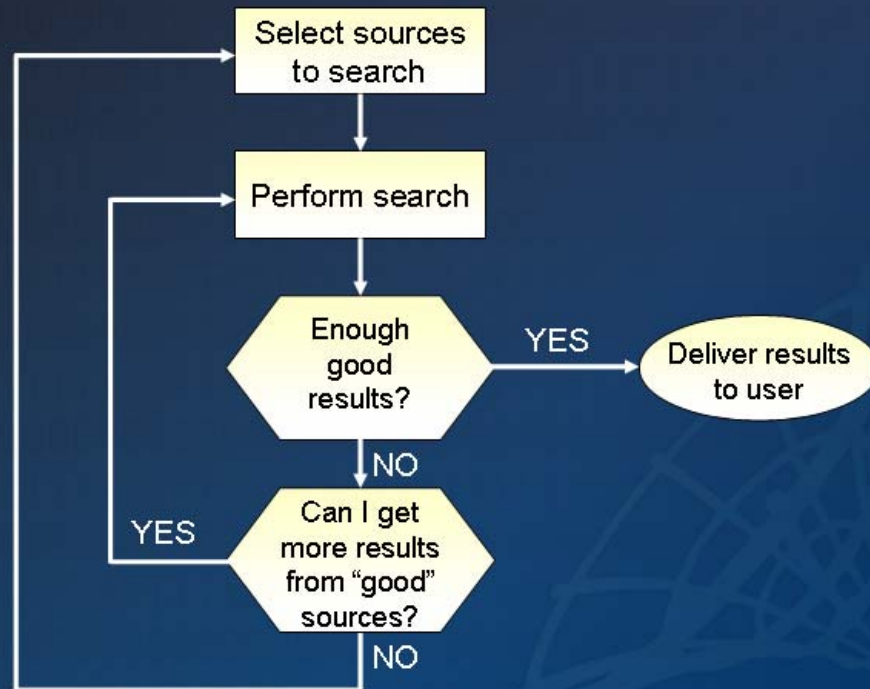 Select sources
to search
Perform search
Enough
good
results?
YES
Deliver results
to user
NO
Can I get
more results
from “good”
sources?
YES
NO